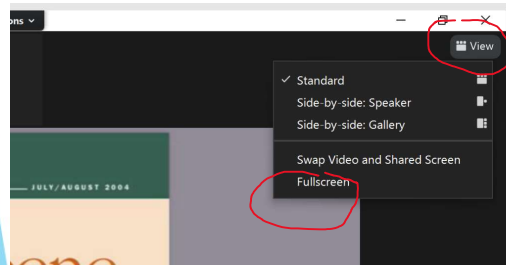 ons
View
Standard
Side-by-side: Speaker
Side-by-side: Gallery
Swap Video and Shared Screen
Fullscreen
JULY/AUGUST 2004